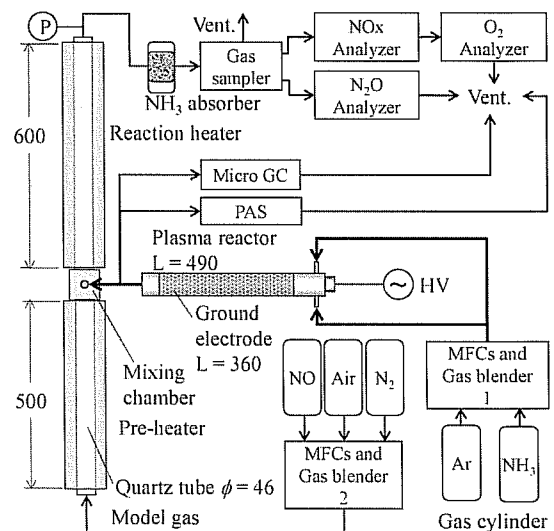 P
Vent.
Gas
sampler
NOx
Analyzer
O₂
Analyzer
N₂O
Analyzer
Vent.
NH₃ absorber
600
Reaction heater
Micro GC
PAS
Plasma reactor
L = 490
HV
Ground
electrode
L = 360
500
Mixing
chamber
Pre-heater
NO
Air
N₂
MFCs and
Gas blender
1
MFCs and
Gas blender
2
Ar
NH₃
Quartz tube ϕ = 46
Model gas
Gas cylinder